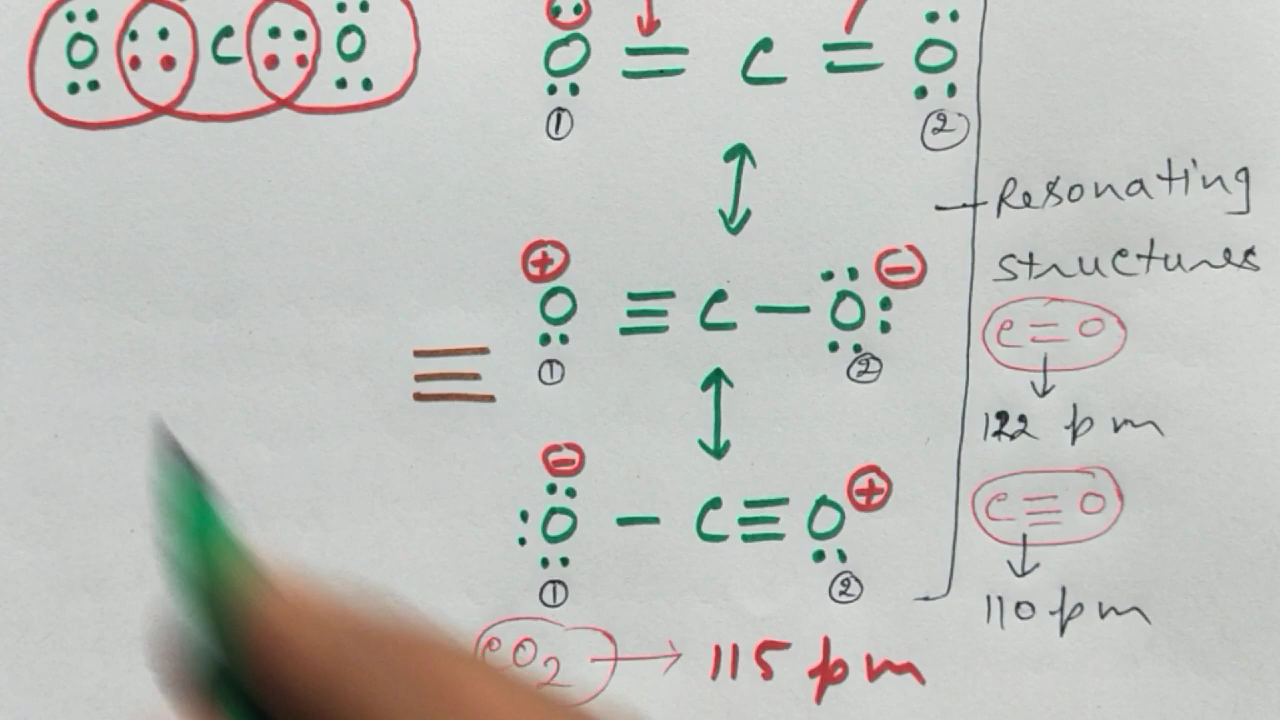 O C O
O = C = O
① ②
Resonating
structures
⊕ ⊖
O ≡ C — O
① ②
C = O
122 pm
≡
⊖ ⊕
O — C ≡ O
① ②
C ≡ O
110 pm
CO₂ → 115 pm